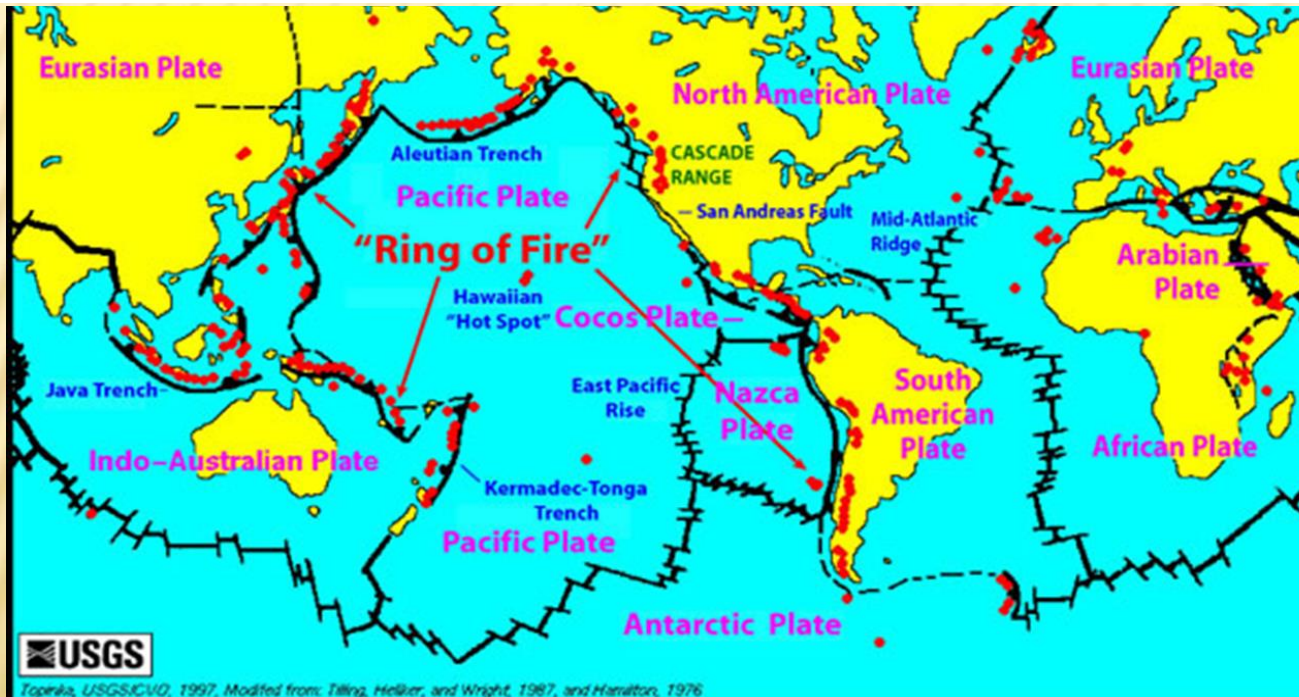 Eurasian Plate
Eurasian Plate
North American Plate
Aleutian Trench
CASCADE
RANGE
Pacific Plate
San Andreas Fault
Mid-Atlantic
Ridge
"Ring of Fire"
Arabian
Plate
Hawaiian
"Hot Spot"
Cocos Plate
Java Trench
East Pacific
Rise
Nazca
Plate
South
American
Plate
Indo-Australian Plate
African Plate
Kermadec-Tonga
Trench
Pacific Plate
Antarctic Plate
USGS
Topinka, USGS/CVO, 1997, Modified from: Tilling, Heliker, and Wright, 1987, and Hamilton, 1976